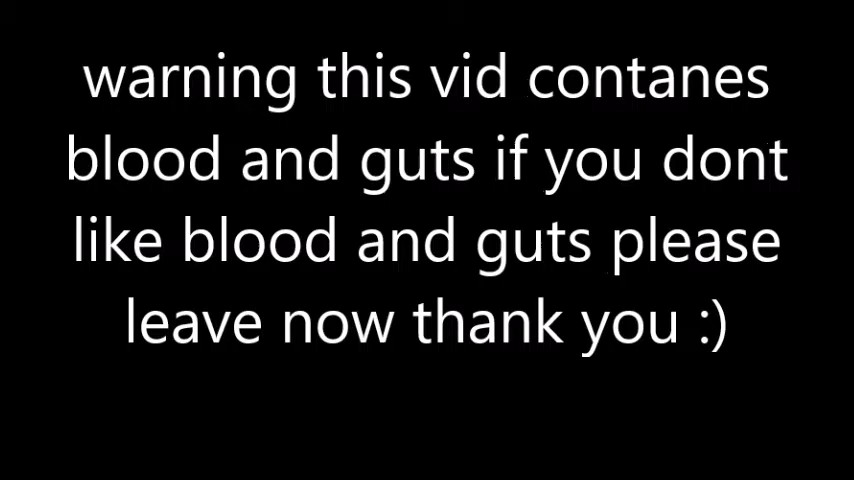 warning this vid contanes
blood and guts if you dont
like blood and guts please
leave now thank you :)